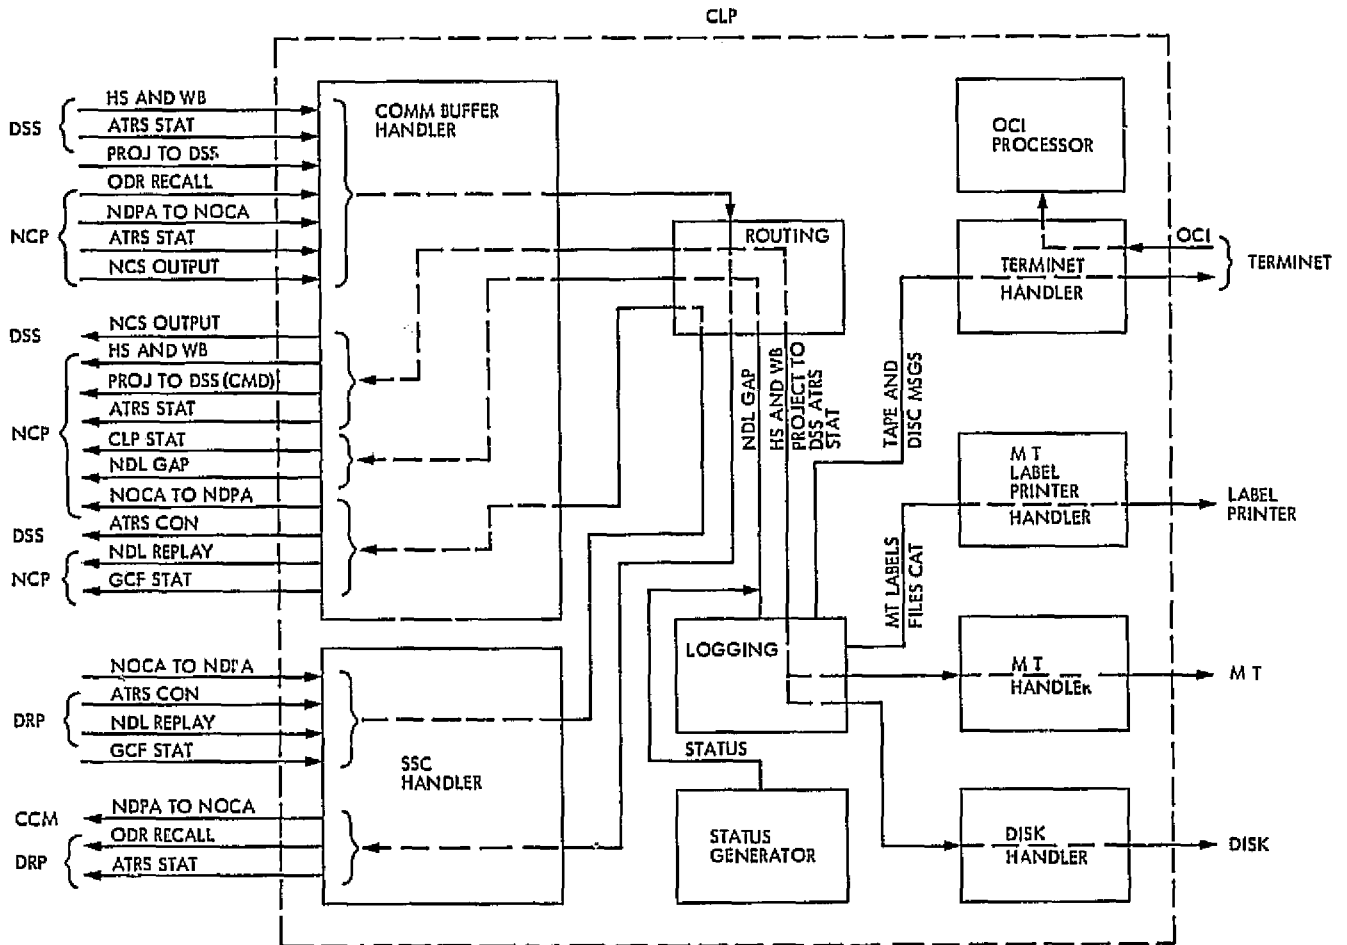 CLP
DSS
HS AND WB
ATRS STAT
PROJ TO DSS
NCP
ODR RECALL
NDPA TO NOCA
ATRS STAT
NCS OUTPUT
COMM BUFFER
HANDLER
DSS
NCS OUTPUT
NCP
HS AND WB
PROJ TO DSS (CMD)
ATRS STAT
CLP STAT
NDL GAP
NOCA TO NDPA
DSS
ATRS CON
NCP
NDL REPLAY
GCF STAT
NOCA TO NDPA
DRP
ATRS CON
NDL REPLAY
GCF STAT
SSC
HANDLER
CCM
NDPA TO NOCA
DRP
ODR RECALL
ATRS STAT
ROUTING
NDL GAP
HS AND WB
PROJECT TO
DSS ATRS
STAT
TAPE AND
DISC MSGS
MT LABELS
FILES CAT
LOGGING
STATUS
STATUS
GENERATOR
OCI
PROCESSOR
TERMINET
HANDLER
OCI
TERMINET
M T
LABEL
PRINTER
HANDLER
LABEL
PRINTER
M T
HANDLER
M T
DISK
HANDLER
DISK